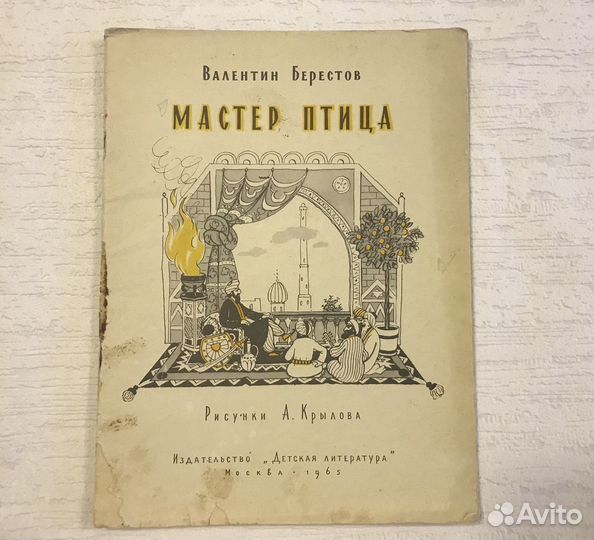 Валентин Берестов
МАСТЕР ПТИЦА
Рисунки А. Крылова
Издательство „Детская литература"
Москва · 1965
Avito